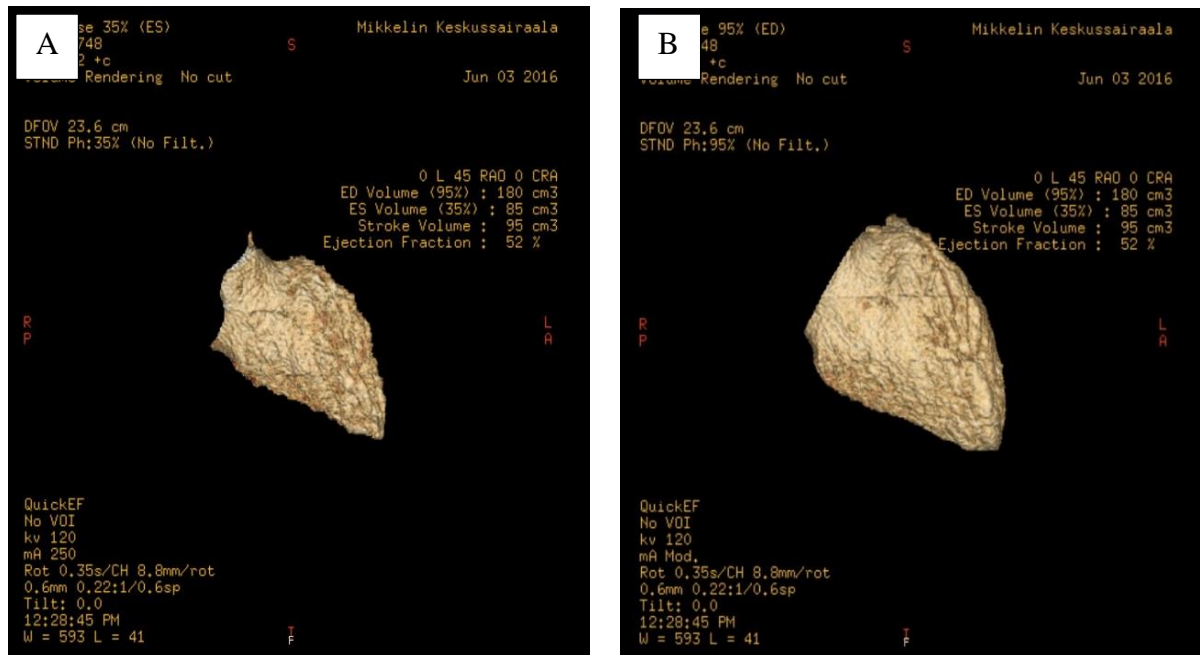 A
se 35% (ES)
Mikkelin Keskussairaala
748
S
2 +c
Rendering No cut
Jun 03 2016
DFOV 23.6 cm
STND Ph:35% (No Filt.)
0 L 45 RAO 0 CRA
ED Volume (95%) : 180 cm3
ES Volume (35%) : 85 cm3
Stroke Volume : 95 cm3
Ejection Fraction : 52 %
R
P
L
A
QuickEF
No VOI
kv 120
mA 250
Rot 0.35s/CH 8.8mm/rot
0.6mm 0.22:1/0.6sp
Tilt: 0.0
12:28:45 PM
W = 593 L = 41
F
B
e 95% (ED)
Mikkelin Keskussairaala
48
S
+c
Rendering No cut
Jun 03 2016
DFOV 23.6 cm
STND Ph:95% (No Filt.)
0 L 45 RAO 0 CRA
ED Volume (95%) : 180 cm3
ES Volume (35%) : 85 cm3
Stroke Volume : 95 cm3
Ejection Fraction : 52 %
R
P
L
A
QuickEF
No VOI
kv 120
mA Mod.
Rot 0.35s/CH 8.8mm/rot
0.6mm 0.22:1/0.6sp
Tilt: 0.0
12:28:45 PM
W = 593 L = 41
F